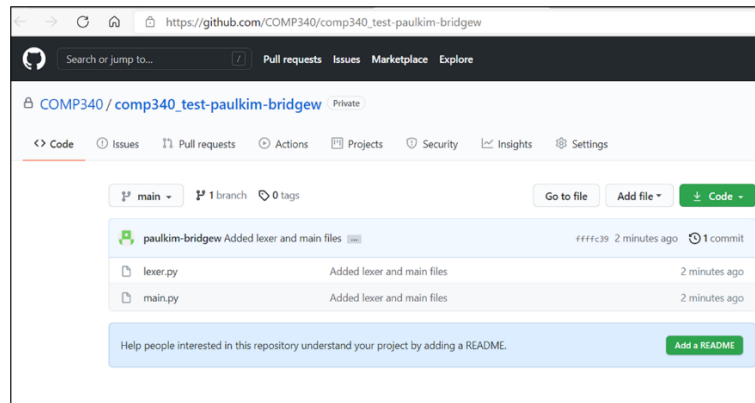 https://github.com/COMP340/comp340_test-paulkim-bridgew
Search or jump to... / Pull requests Issues Marketplace Explore
COMP340 / comp340_test-paulkim-bridgew Private
<> Code Issues Pull requests Actions Projects Security Insights Settings
main 1 branch 0 tags Go to file Add file Code
paulkim-bridgew Added lexer and main files ... ffffc39 2 minutes ago 1 commit
lexer.py Added lexer and main files 2 minutes ago
main.py Added lexer and main files 2 minutes ago
Help people interested in this repository understand your project by adding a README. Add a README